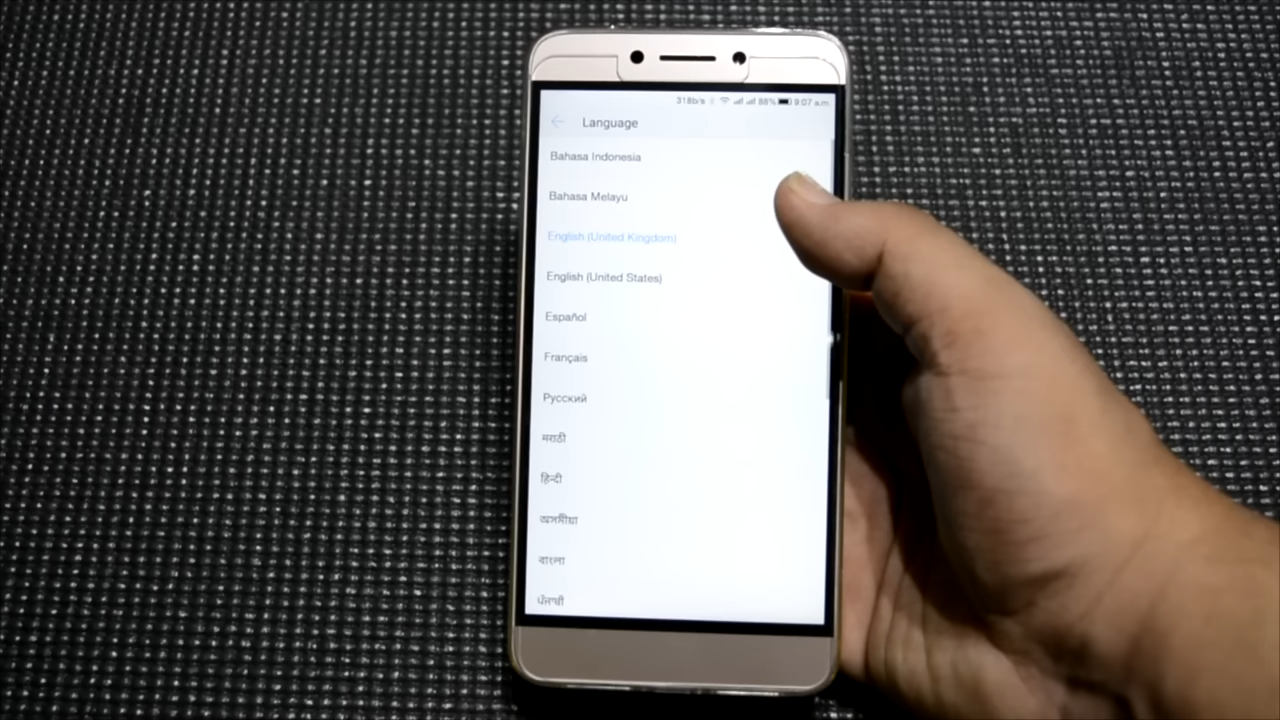 318b/s 88% 9:07 a.m.
Language
Bahasa Indonesia
Bahasa Melayu
English (United Kingdom)
English (United States)
Español
Français
Русский
मराठी
हिन्दी
অসমীয়া
বাংলা
ਪੰਜਾਬੀ